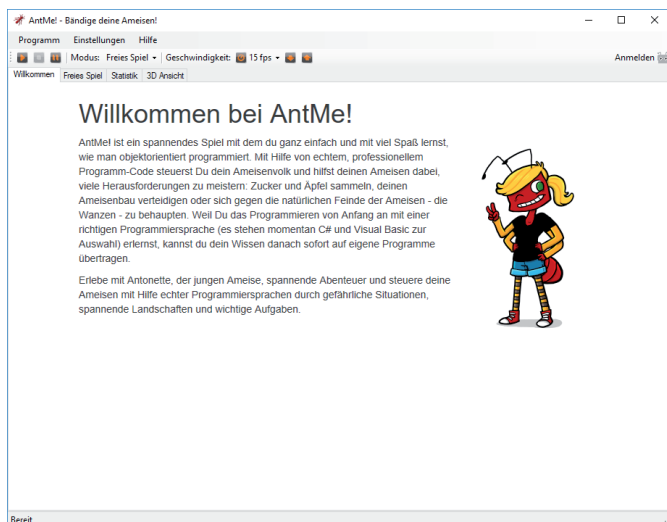 AntMe! - Bändige deine Ameisen!
Programm Einstellungen Hilfe
Modus: Freies Spiel Geschwindigkeit: 15 fps Anmelden
Willkommen Freies Spiel Statistik 3D Ansicht
Willkommen bei AntMe!
AntMe! ist ein spannendes Spiel mit dem du ganz einfach und mit viel Spaß lernst,
wie man objektorientiert programmiert. Mit Hilfe von echtem, professionellem
Programm-Code steuerst Du dein Ameisenvolk und hilfst deinen Ameisen dabei,
viele Herausforderungen zu meistern: Zucker und Äpfel sammeln, deinen
Ameisenbau verteidigen oder sich gegen die natürlichen Feinde der Ameisen - die
Wanzen - zu behaupten. Weil Du das Programmieren von Anfang an mit einer
richtigen Programmiersprache (es stehen momentan C# und Visual Basic zur
Auswahl) erlernst, kannst du dein Wissen danach sofort auf eigene Programme
übertragen.
Erlebe mit Antonette, der jungen Ameise, spannende Abenteuer und steuere deine
Ameisen mit Hilfe echter Programmiersprachen durch gefährliche Situationen,
spannende Landschaften und wichtige Aufgaben.
Bereit